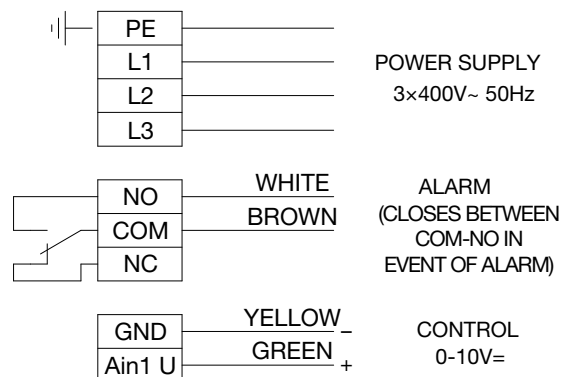 PE
L1
L2
L3
POWER SUPPLY
3×400V~ 50Hz
NO
COM
NC
WHITE
BROWN
ALARM
(CLOSES BETWEEN
COM-NO IN
EVENT OF ALARM)
GND
Ain1 U
YELLOW –
GREEN +
CONTROL
0-10V=